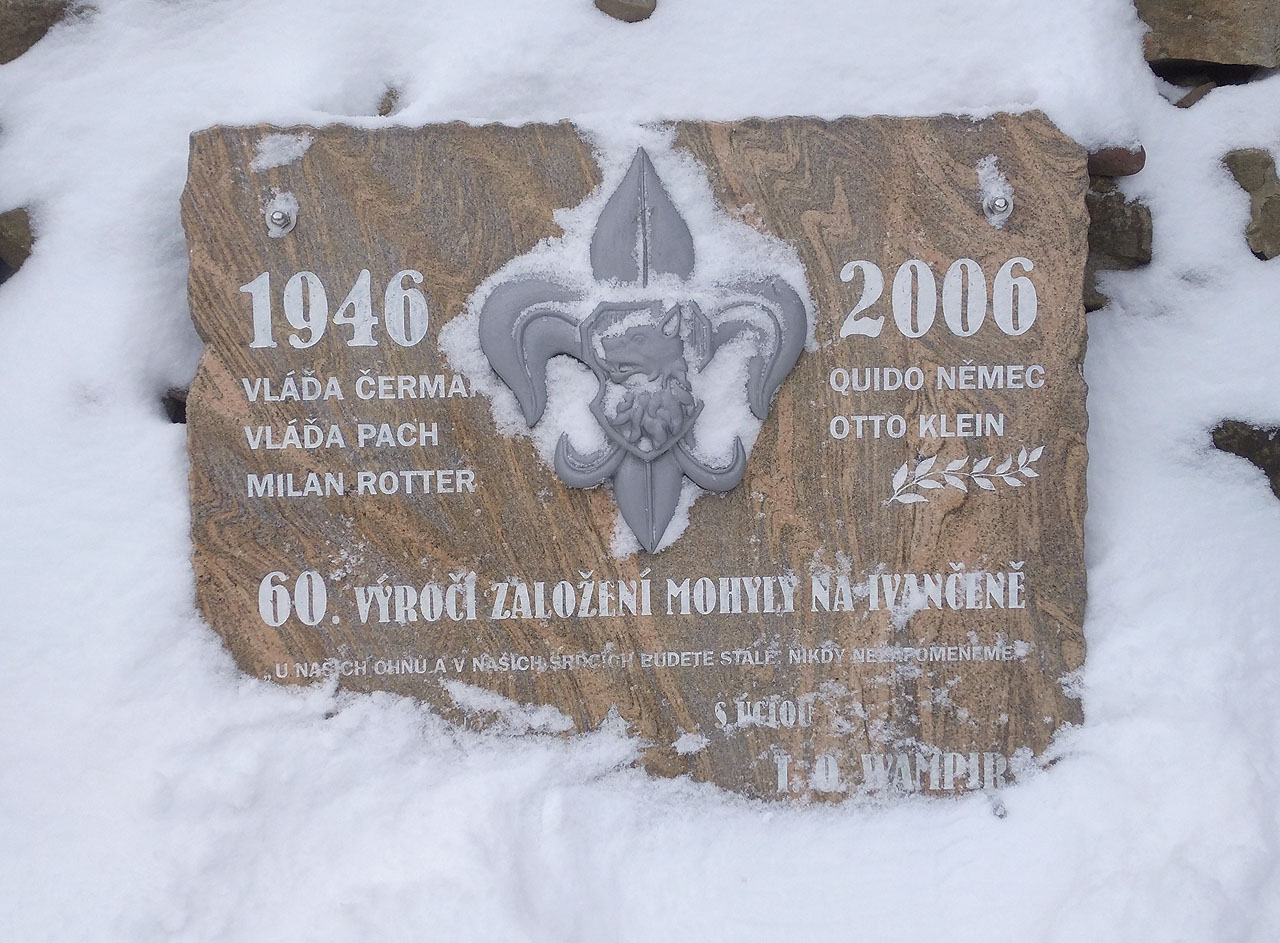 1946
2006
VLÁĎA ČERMA
VLÁĎA PACH
MILAN ROTTER
QUIDO NĚMEC
OTTO KLEIN
60. VÝROČÍ ZALOŽENÍ MOHYLY NA IVANČENĚ
„U NAŠICH OHŇŮ A V NAŠICH SRDCÍCH BUDETE STÁLE, NIKDY NEZAPOMENEME.
S ÚCTOU
I. O. WAMPIR